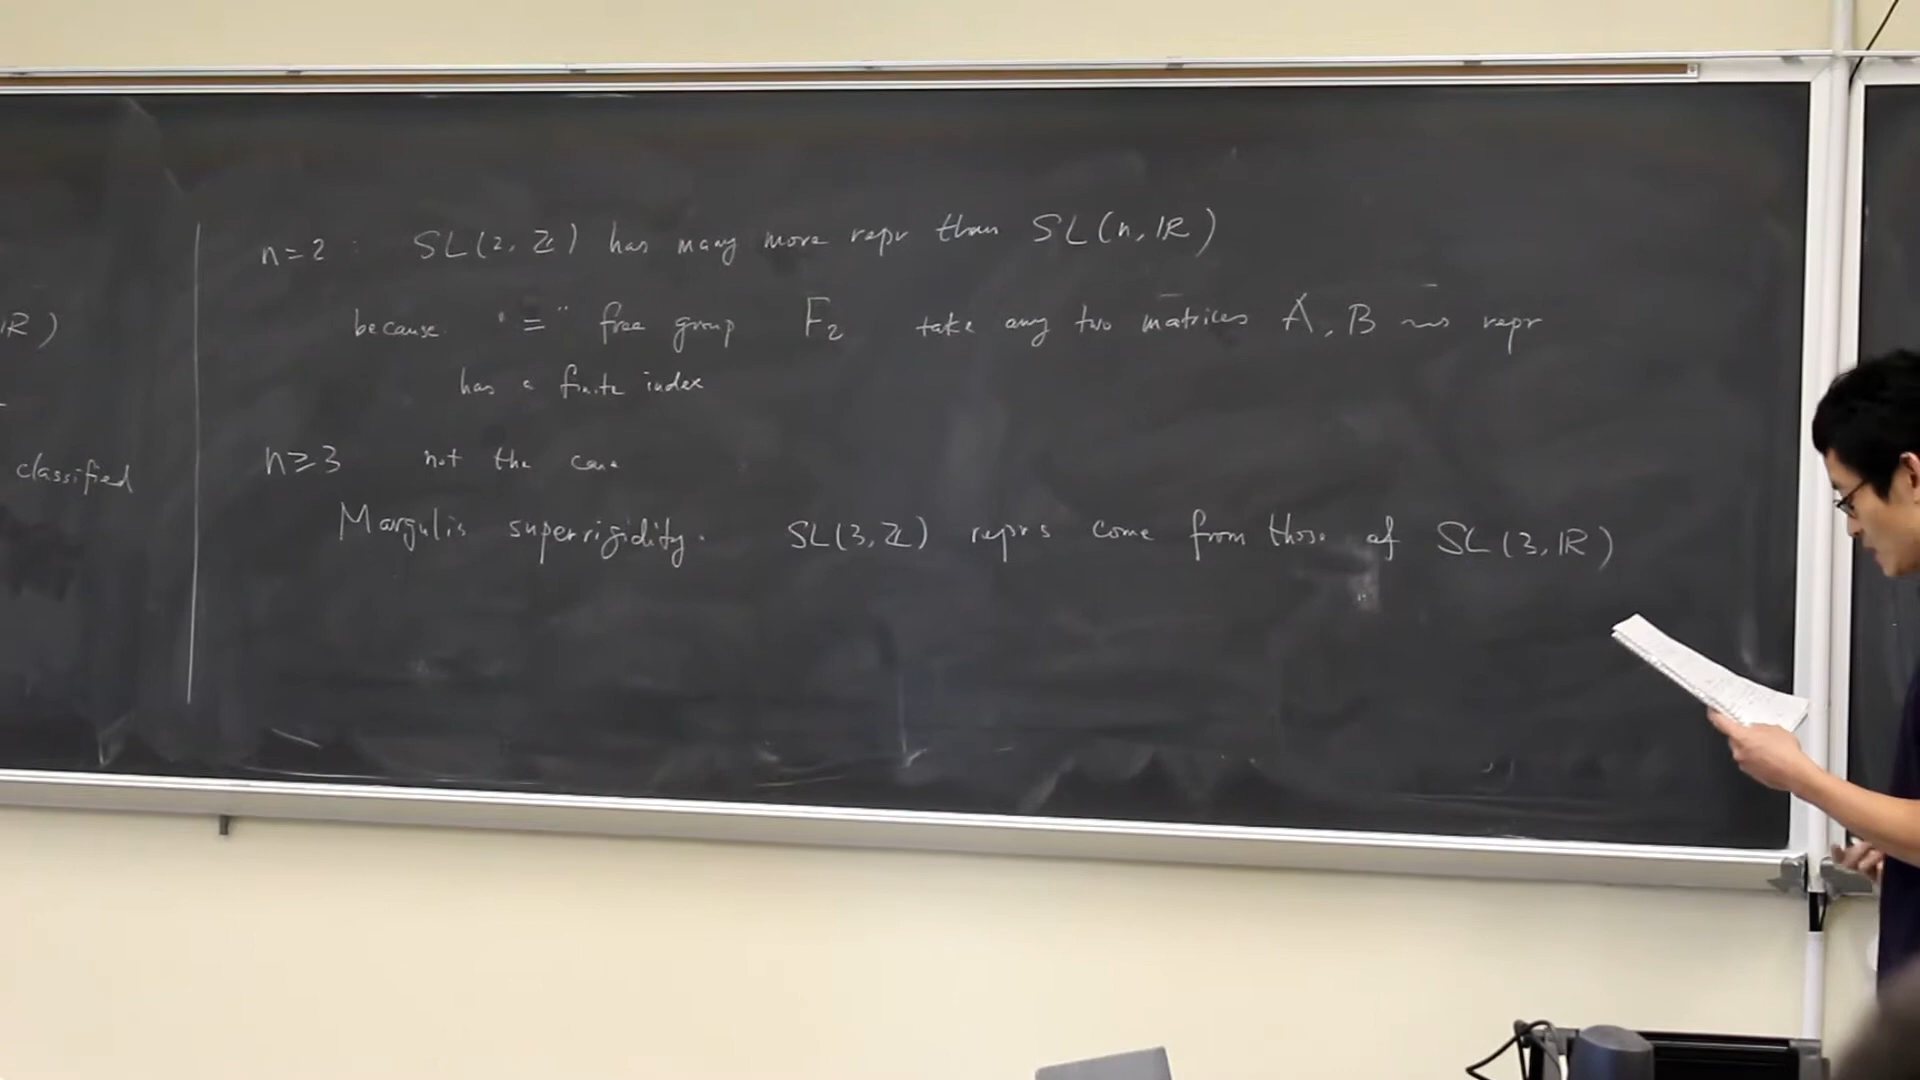 R)
classified
n=2 : SL(2, ℤ) has many more repr than SL(n, ℝ)
because "=" free group F₂ take any two matrices A, B ⇝ repr
has a finite index
n≥3 not the case
Margulis superrigidity. SL(3, ℤ) reprs come from those of SL(3, ℝ)